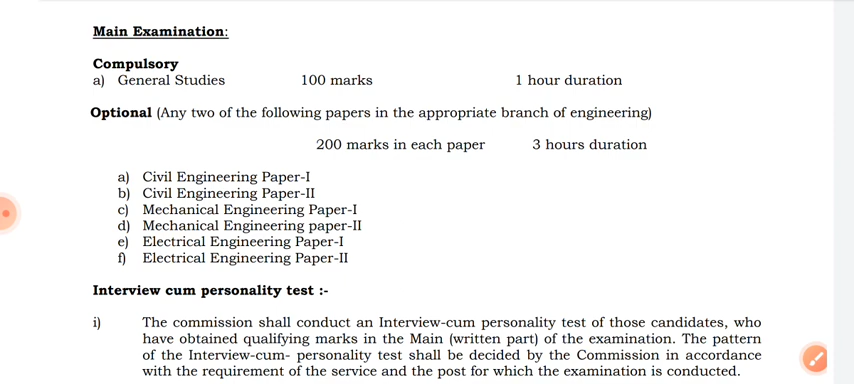 Main Examination:
Compulsory
a) General Studies 100 marks 1 hour duration
Optional (Any two of the following papers in the appropriate branch of engineering)
200 marks in each paper 3 hours duration
a) Civil Engineering Paper-I
b) Civil Engineering Paper-II
c) Mechanical Engineering Paper-I
d) Mechanical Engineering paper-II
e) Electrical Engineering Paper-I
f) Electrical Engineering Paper-II
Interview cum personality test :-
i) The commission shall conduct an Interview-cum personality test of those candidates, who
have obtained qualifying marks in the Main (written part) of the examination. The pattern
of the Interview-cum- personality test shall be decided by the Commission in accordance
with the requirement of the service and the post for which the examination is conducted.